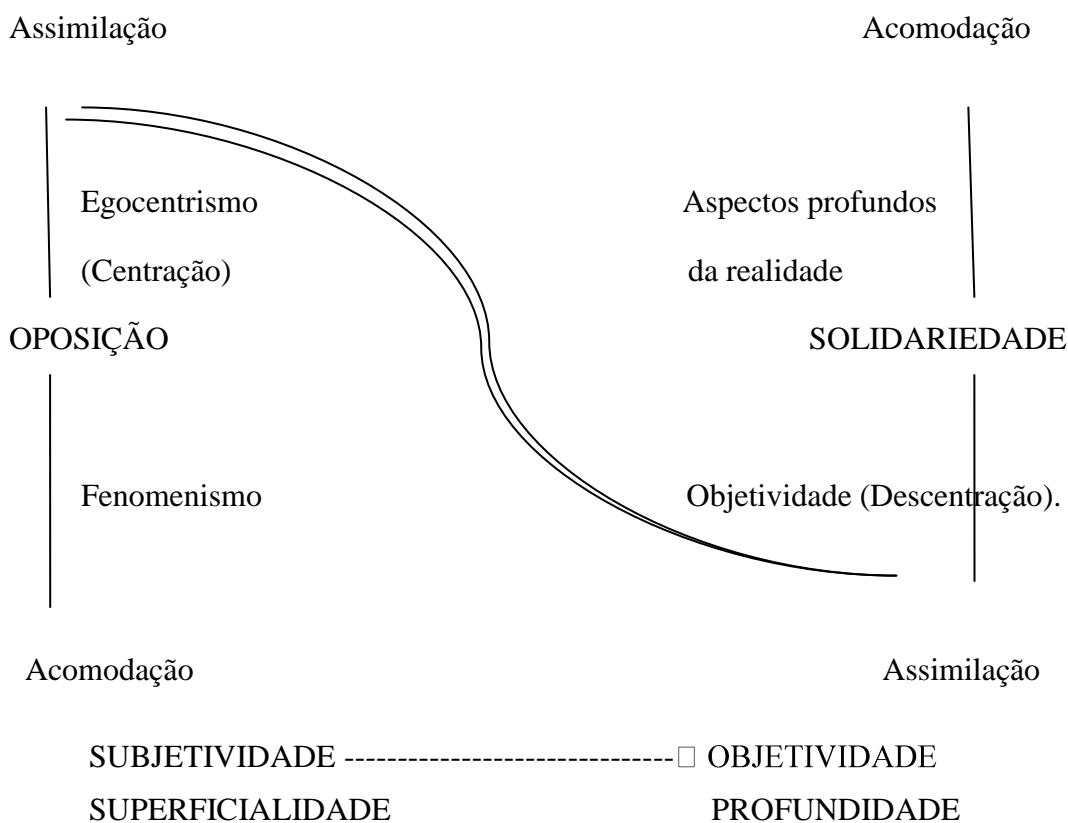 Assimilação Acomodação
Egocentrismo Aspectos profundos
(Centração) da realidade
OPOSIÇÃO SOLIDARIEDADE
Fenomenismo Objetividade (Descentração).
Acomodação Assimilação
SUBJETIVIDADE -------------------------------□ OBJETIVIDADE
SUPERFICIALIDADE PROFUNDIDADE